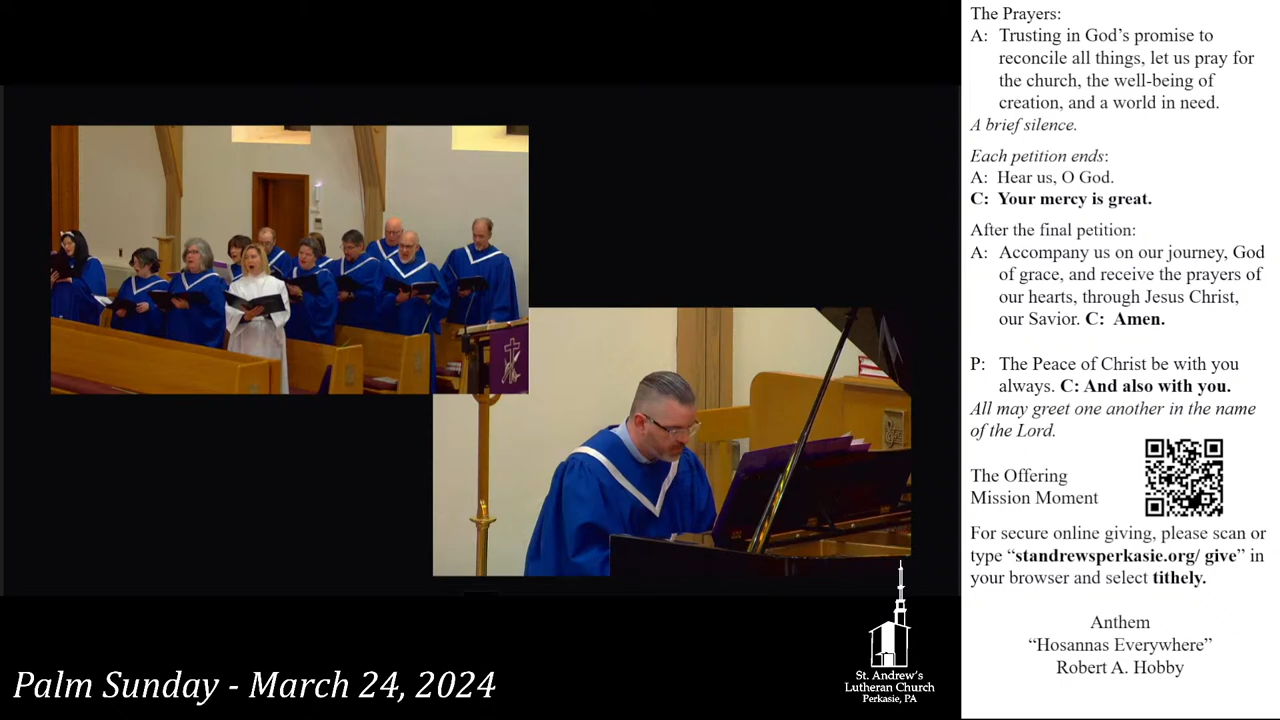 The Prayers:
A: Trusting in God's promise to
reconcile all things, let us pray for
the church, the well-being of
creation, and a world in need.
A brief silence.
Each petition ends:
A: Hear us, O God.
C: Your mercy is great.
After the final petition:
A: Accompany us on our journey, God
of grace, and receive the prayers of
our hearts, through Jesus Christ,
our Savior. C: Amen.
P: The Peace of Christ be with you
always. C: And also with you.
All may greet one another in the name
of the Lord.
The Offering
Mission Moment
For secure online giving, please scan or
type “standrewsperkasie.org/ give” in
your browser and select tithely.
Anthem
“Hosannas Everywhere”
Robert A. Hobby
Palm Sunday - March 24, 2024
St. Andrew's
Lutheran Church
Perkasie, PA